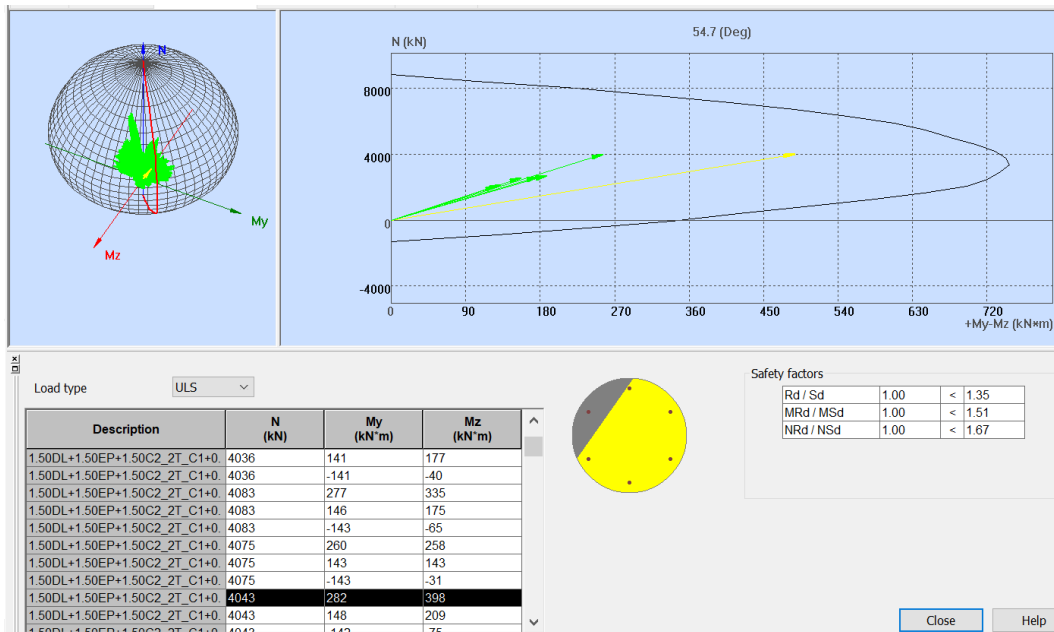 N
My
Mz
54.7 (Deg)
N (kN)
8000
4000
0
-4000
0 90 180 270 360 450 540 630 720
+My-Mz (kN*m)
Load type ULS
Description N (kN) My (kN*m) Mz (kN*m)
1.50DL+1.50EP+1.50C2_2T_C1+0. 4036 141 177
1.50DL+1.50EP+1.50C2_2T_C1+0. 4036 -141 -40
1.50DL+1.50EP+1.50C2_2T_C1+0. 4083 277 335
1.50DL+1.50EP+1.50C2_2T_C1+0. 4083 146 175
1.50DL+1.50EP+1.50C2_2T_C1+0. 4083 -143 -65
1.50DL+1.50EP+1.50C2_2T_C1+0. 4075 260 258
1.50DL+1.50EP+1.50C2_2T_C1+0. 4075 143 143
1.50DL+1.50EP+1.50C2_2T_C1+0. 4075 -143 -31
1.50DL+1.50EP+1.50C2_2T_C1+0. 4043 282 398
1.50DL+1.50EP+1.50C2_2T_C1+0. 4043 148 209
Safety factors
Rd / Sd 1.00 < 1.35
MRd / MSd 1.00 < 1.51
NRd / NSd 1.00 < 1.67
Close Help